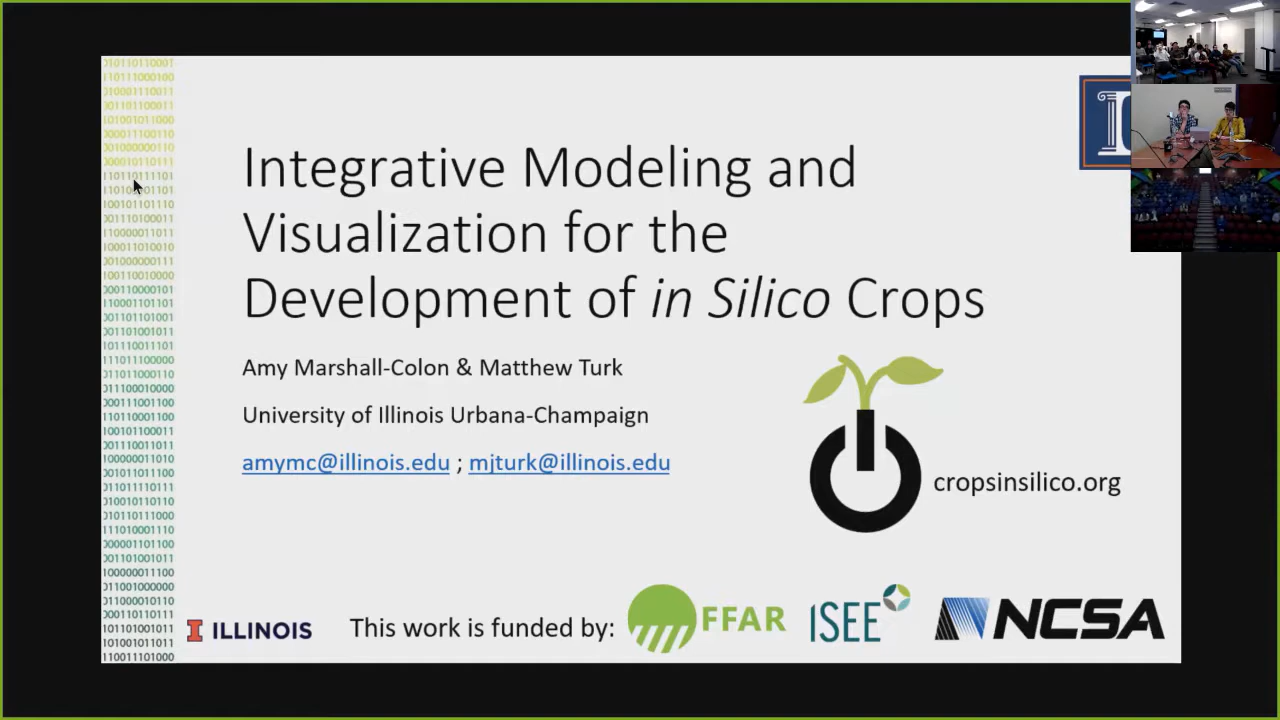 Integrative Modeling and
Visualization for the
Development of in Silico Crops
Amy Marshall-Colon & Matthew Turk
University of Illinois Urbana-Champaign
amymc@illinois.edu ; mjturk@illinois.edu
cropsinsilico.org
ILLINOIS
This work is funded by:
FFAR
ISEE
NCSA